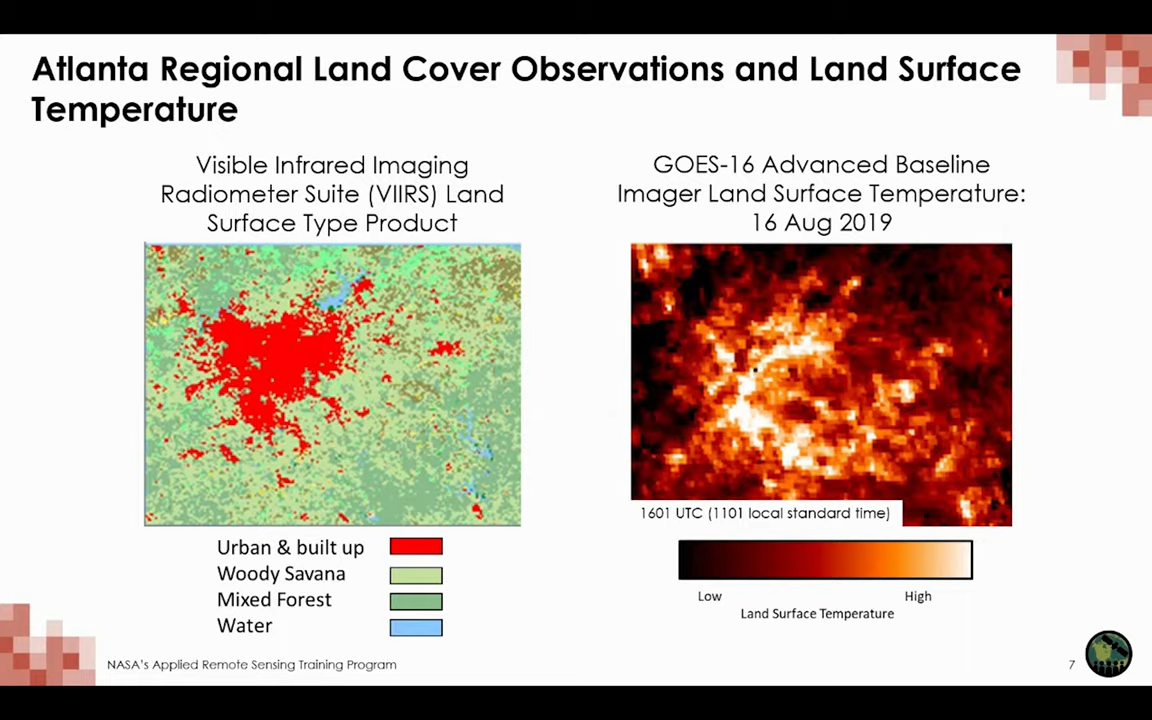 Atlanta Regional Land Cover Observations and Land Surface
Temperature
Visible Infrared Imaging
Radiometer Suite (VIIRS) Land
Surface Type Product
GOES-16 Advanced Baseline
Imager Land Surface Temperature:
16 Aug 2019
1601 UTC (1101 local standard time)
Urban & built up
Woody Savana
Mixed Forest
Water
Low
High
Land Surface Temperature
NASA's Applied Remote Sensing Training Program
7